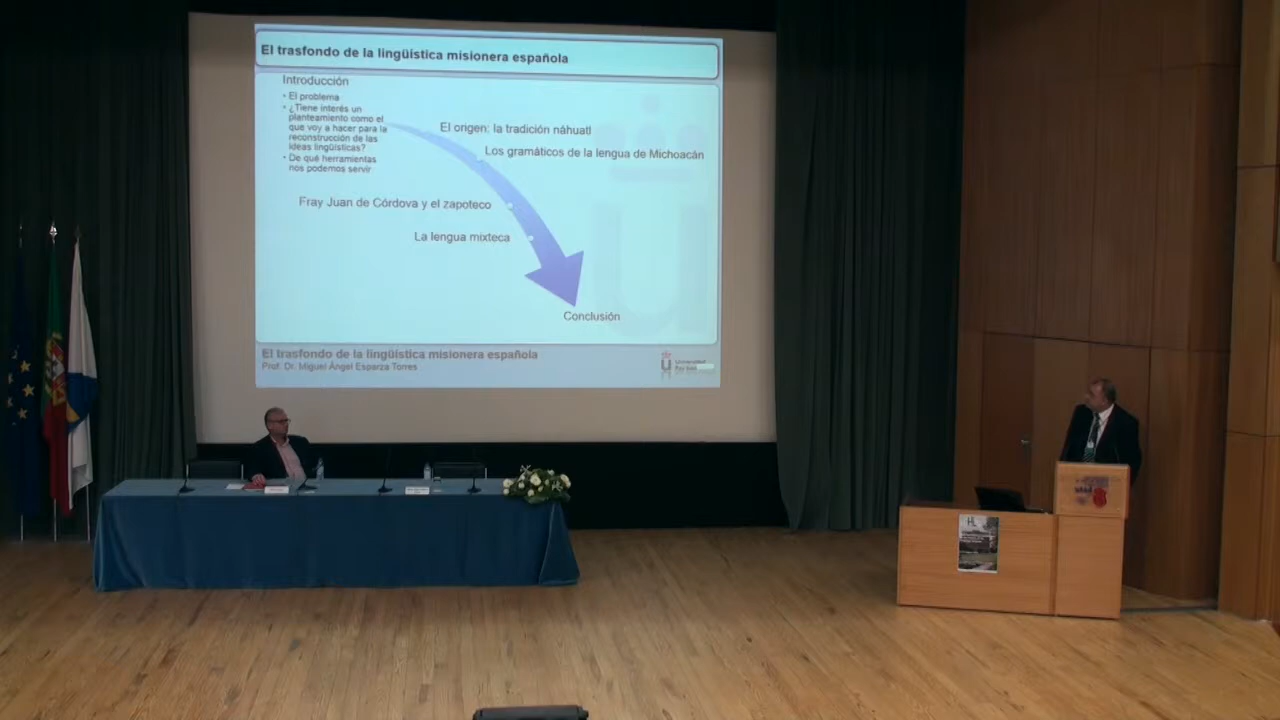 El trasfondo de la lingüística misionera española
Introducción
• El problema
• ¿Tiene interés un
planteamiento como el
que voy a hacer para la
reconstrucción de las
ideas lingüísticas?
• De qué herramientas
nos podemos servir
El origen: la tradición náhuatl
Los gramáticos de la lengua de Michoacán
Fray Juan de Córdova y el zapoteco
La lengua mixteca
Conclusión
El trasfondo de la lingüística misionera española
Prof. Dr. Miguel Ángel Esparza Torres
Universidad
Rey Juan